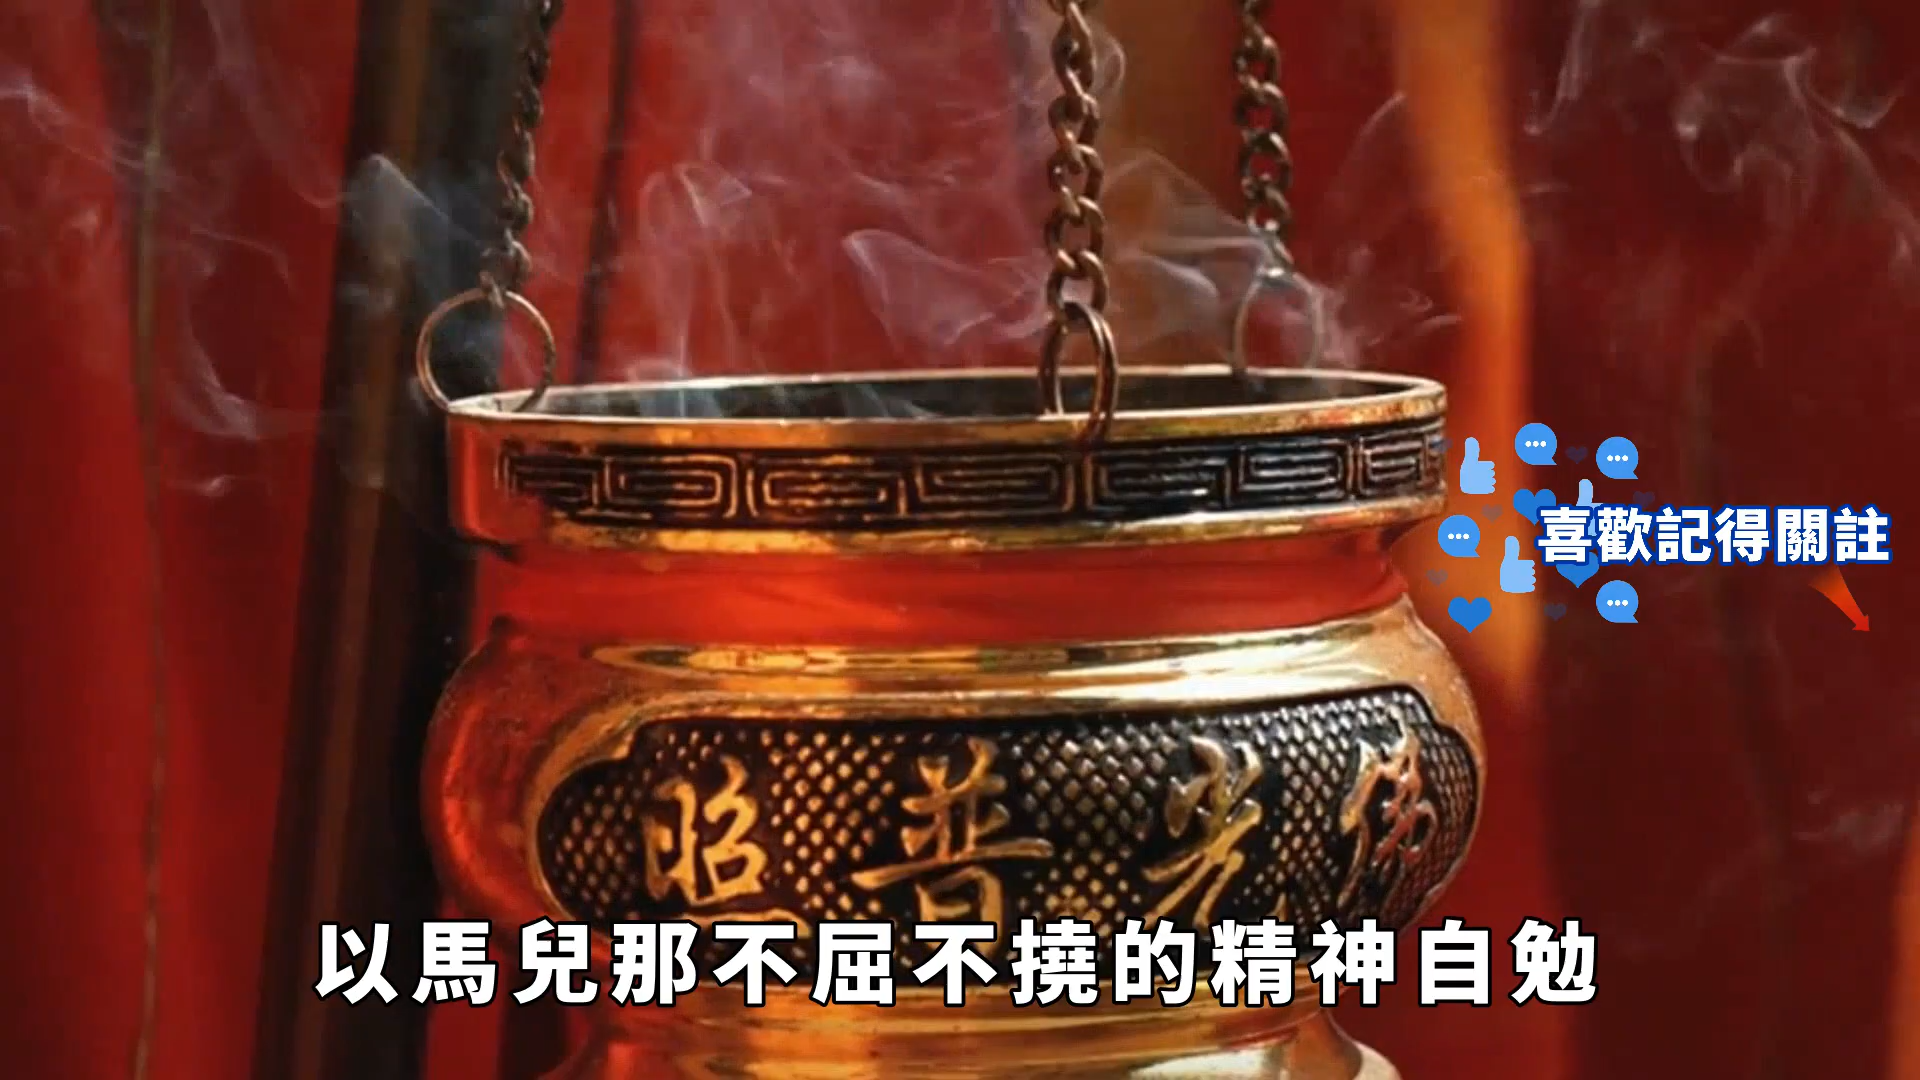 喜歡記得關註
照普光佛
以馬兒那不屈不撓的精神自勉